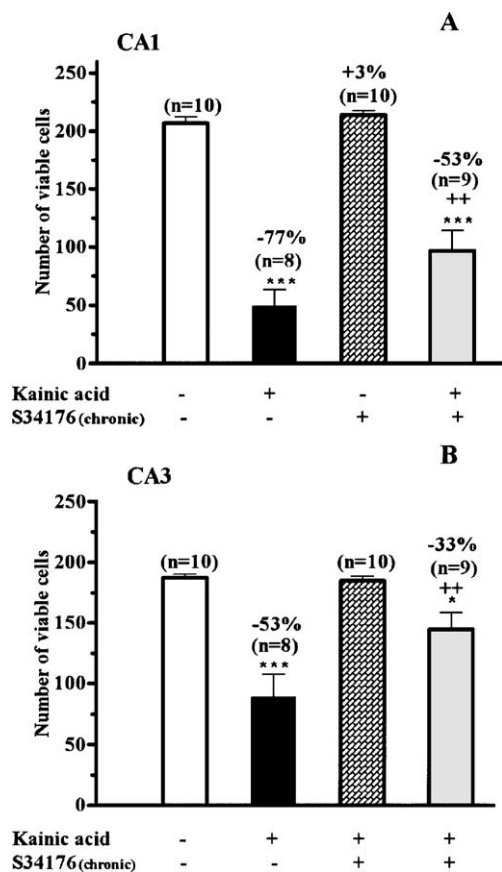 CA1
A
Number of viable cells
250
200
150
100
50
0
(n=10)
-77%
(n=8)
***
+3%
(n=10)
-53%
(n=9)
++
***
Kainic acid - + - +
S34176(chronic) - - + +
B
CA3
Number of viable cells
250
200
150
100
50
0
(n=10)
-53%
(n=8)
***
(n=10)
-33%
(n=9)
++
*
Kainic acid - + + +
S34176(chronic) - - + +